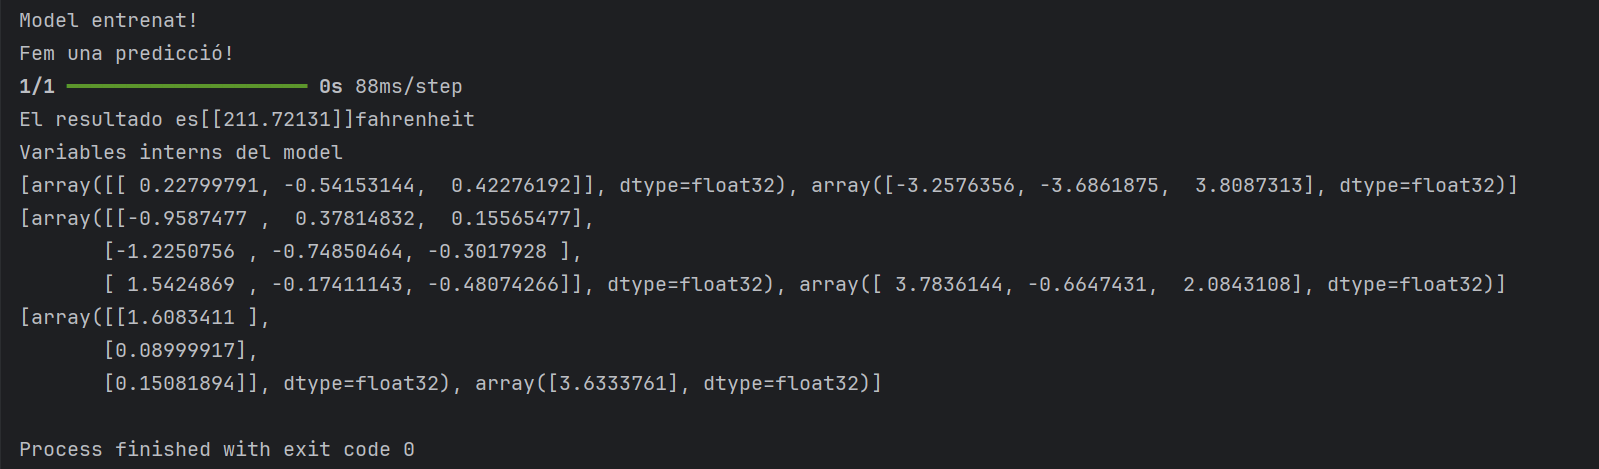 Model entrenat!
Fem una predicció!
1/1 ━━━━━━━━━━━━━━━━━━━━ 0s 88ms/step
El resultado es[[211.72131]]fahrenheit
Variables interns del model
[array([[ 0.22799791, -0.54153144,  0.42276192]], dtype=float32), array([-3.2576356, -3.6861875,  3.8087313], dtype=float32)]
[array([[-0.9587477 ,  0.37814832,  0.15565477],
       [-1.2250756 , -0.74850464, -0.3017928 ],
       [ 1.5424869 , -0.17411143, -0.48074266]], dtype=float32), array([ 3.7836144, -0.6647431,  2.0843108], dtype=float32)]
[array([[1.6083411 ],
       [0.08999917],
       [0.15081894]], dtype=float32), array([3.6333761], dtype=float32)]
Process finished with exit code 0